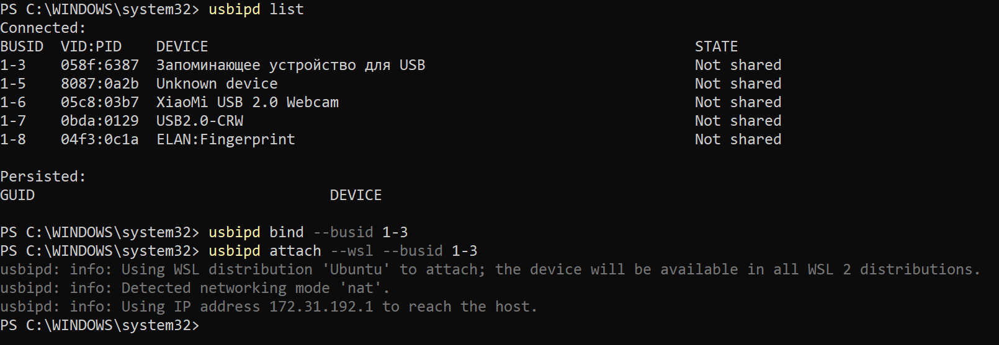 PS C:\WINDOWS\system32> usbipd list
Connected:
BUSID  VID:PID    DEVICE                                                        STATE
1-3    058f:6387  Запоминающее устройство для USB                               Not shared
1-5    8087:0a2b  Unknown device                                                Not shared
1-6    05c8:03b7  XiaoMi USB 2.0 Webcam                                         Not shared
1-7    0bda:0129  USB2.0-CRW                                                    Not shared
1-8    04f3:0c1a  ELAN:Fingerprint                                              Not shared
Persisted:
GUID                                  DEVICE
PS C:\WINDOWS\system32> usbipd bind --busid 1-3
PS C:\WINDOWS\system32> usbipd attach --wsl --busid 1-3
usbipd: info: Using WSL distribution 'Ubuntu' to attach; the device will be available in all WSL 2 distributions.
usbipd: info: Detected networking mode 'nat'.
usbipd: info: Using IP address 172.31.192.1 to reach the host.
PS C:\WINDOWS\system32>